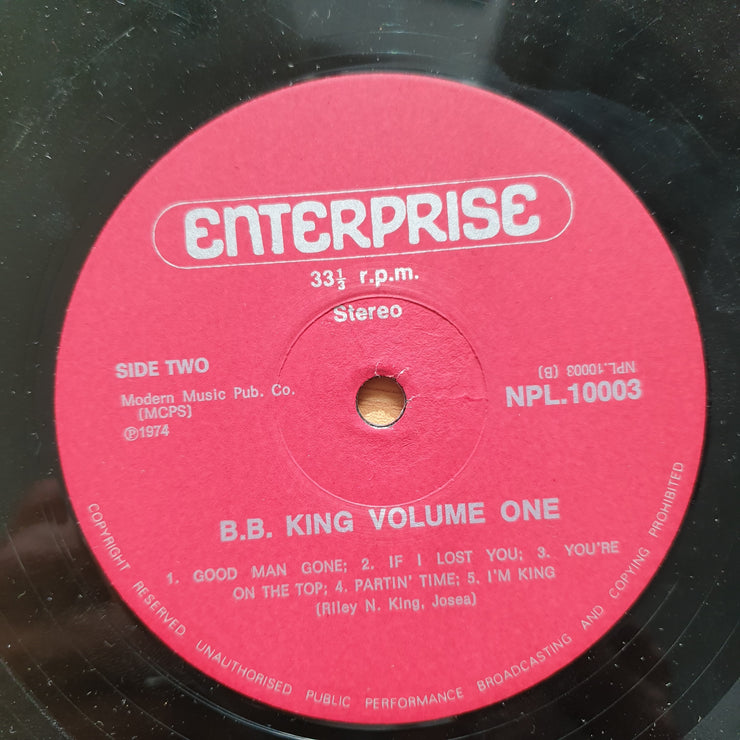 ENTERPRISE
33⅓ r.p.m.
Stereo
SIDE TWO
Modern Music Pub. Co.
(MCPS)
℗1974
NPL.10003 (B)
NPL.10003
B.B. KING VOLUME ONE
1. GOOD MAN GONE; 2. IF I LOST YOU; 3. YOU'RE
ON THE TOP; 4. PARTIN' TIME; 5. I'M KING
(Riley N. King, Josea)
COPYRIGHT RESERVED UNAUTHORISED PUBLIC PERFORMANCE BROADCASTING AND COPYING PROHIBITED